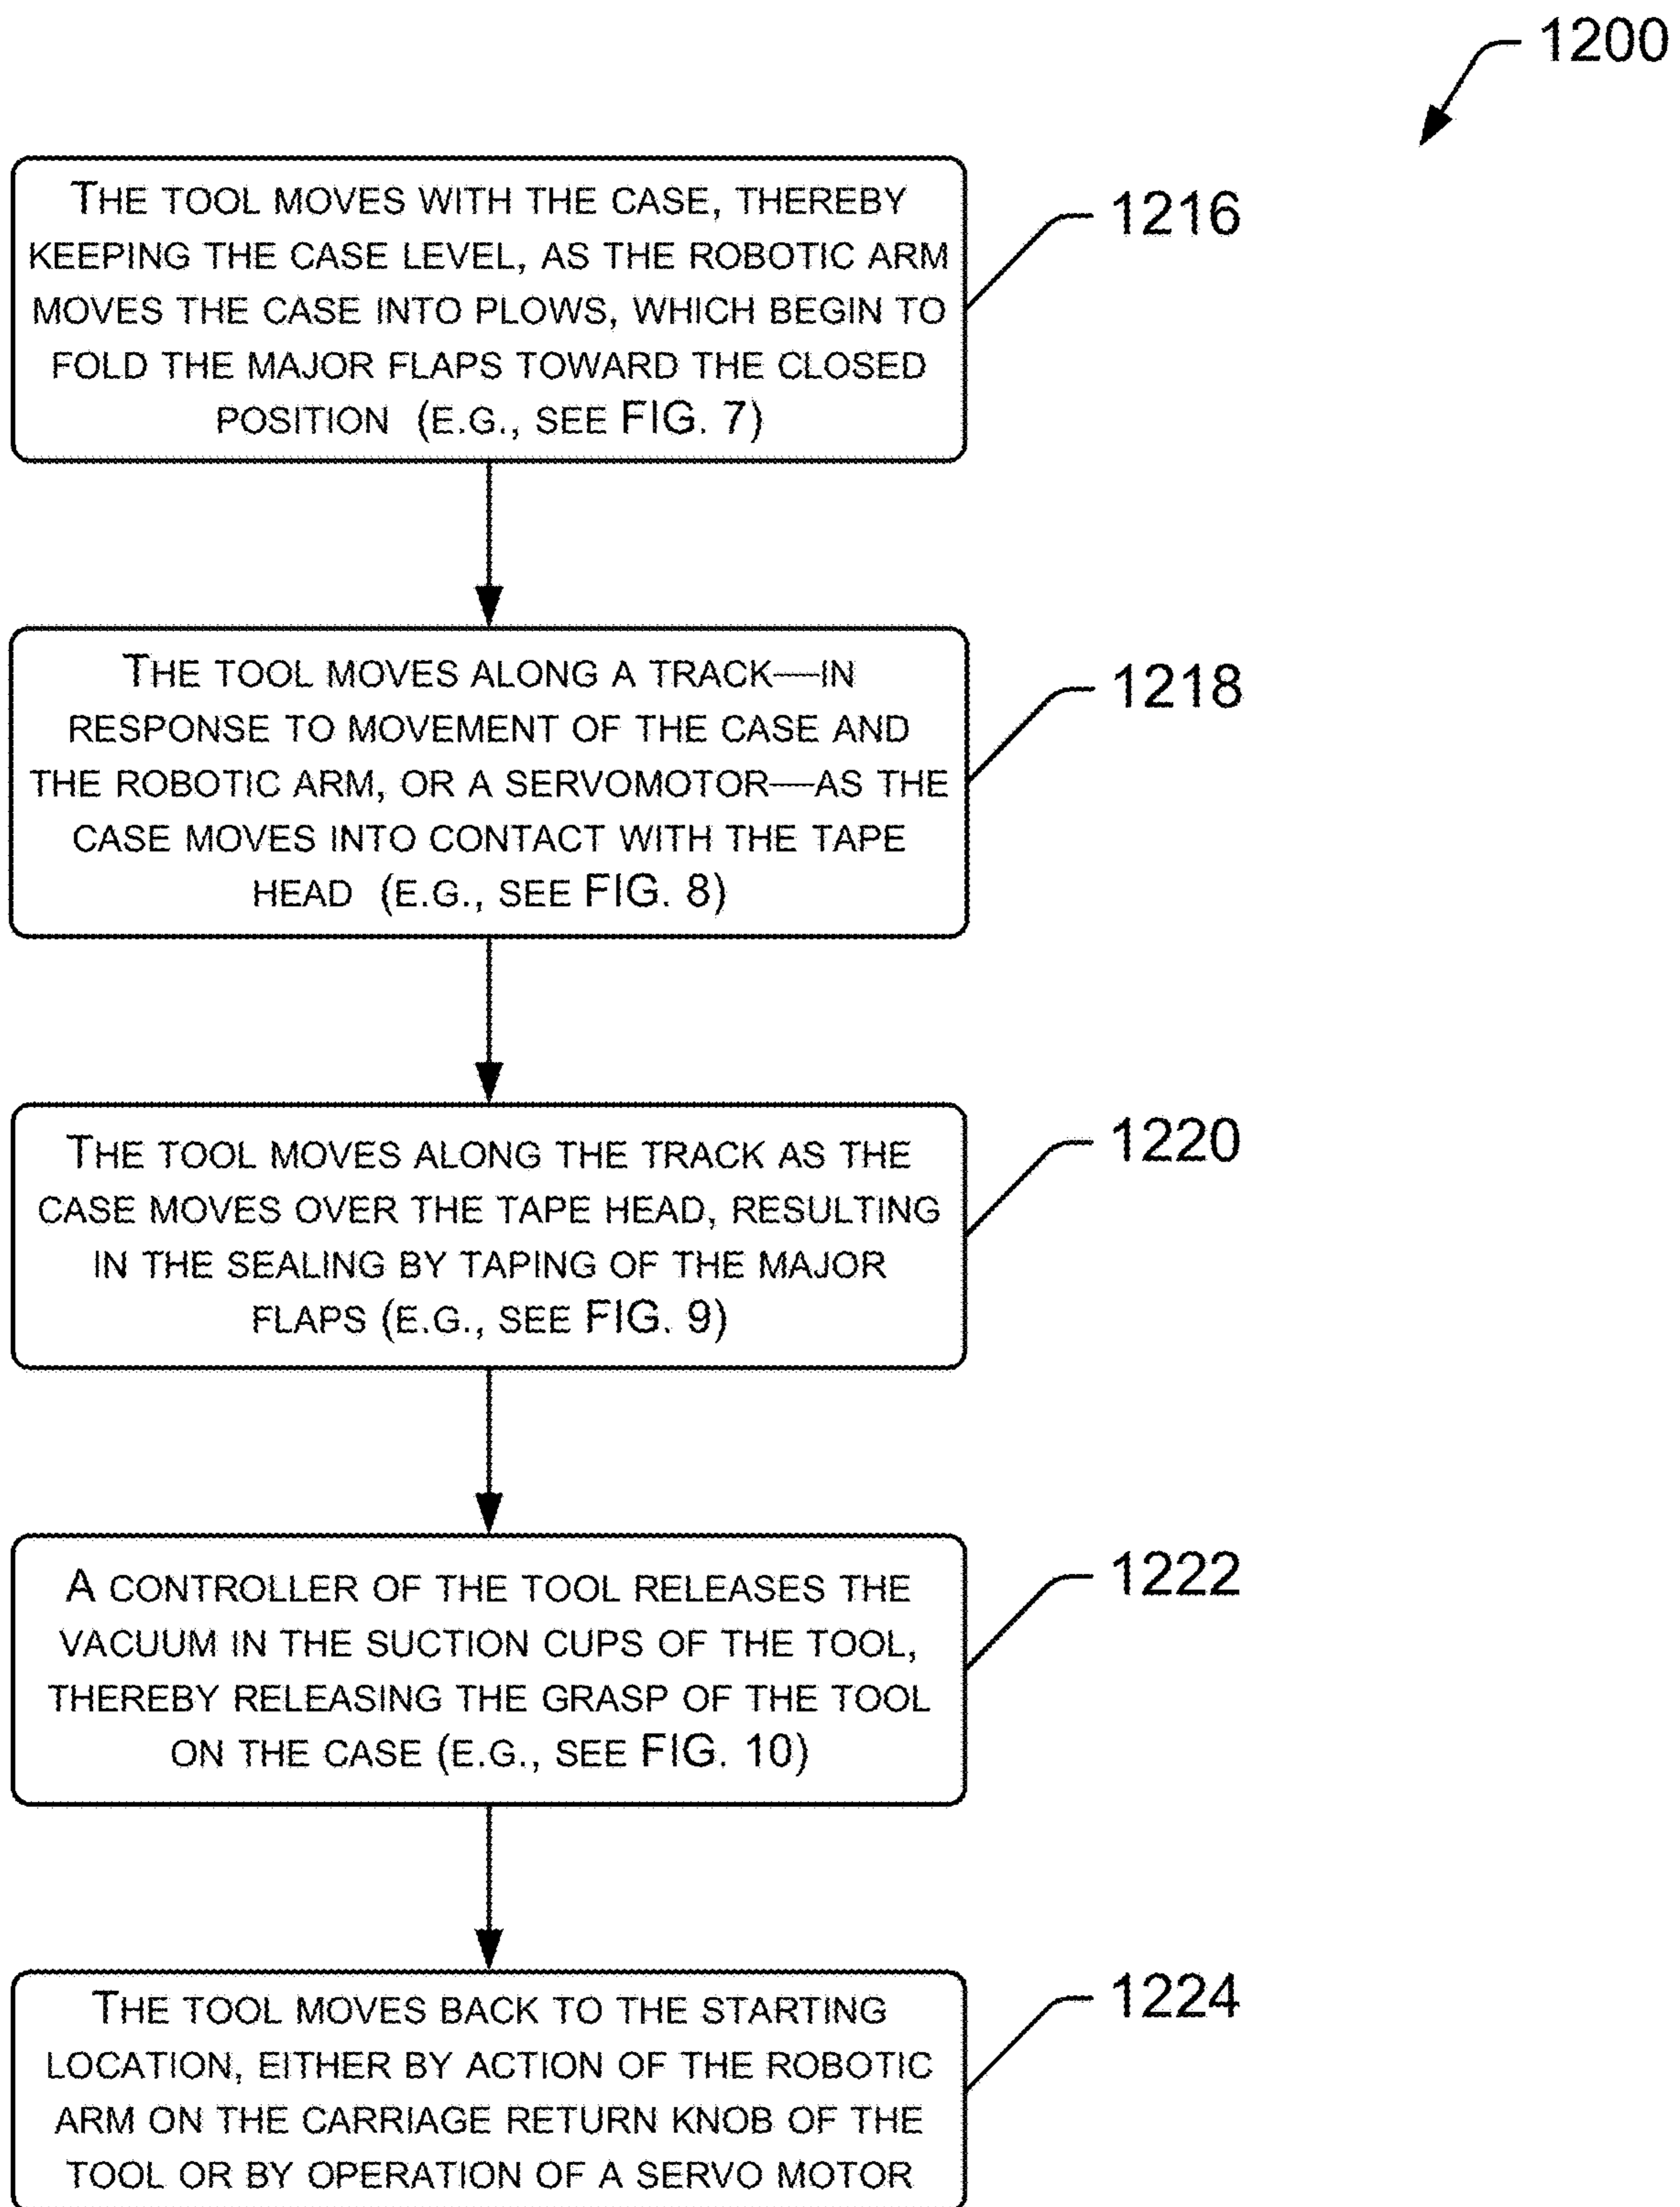 1200
THE TOOL MOVES WITH THE CASE, THEREBY
KEEPING THE CASE LEVEL, AS THE ROBOTIC ARM
MOVES THE CASE INTO PLOWS, WHICH BEGIN TO
FOLD THE MAJOR FLAPS TOWARD THE CLOSED
POSITION (E.G., SEE FIG. 7)
1216
THE TOOL MOVES ALONG A TRACK—IN
RESPONSE TO MOVEMENT OF THE CASE AND
THE ROBOTIC ARM, OR A SERVOMOTOR—AS THE
CASE MOVES INTO CONTACT WITH THE TAPE
HEAD (E.G., SEE FIG. 8)
1218
THE TOOL MOVES ALONG THE TRACK AS THE
CASE MOVES OVER THE TAPE HEAD, RESULTING
IN THE SEALING BY TAPING OF THE MAJOR
FLAPS (E.G., SEE FIG. 9)
1220
A CONTROLLER OF THE TOOL RELEASES THE
VACUUM IN THE SUCTION CUPS OF THE TOOL,
THEREBY RELEASING THE GRASP OF THE TOOL
ON THE CASE (E.G., SEE FIG. 10)
1222
THE TOOL MOVES BACK TO THE STARTING
LOCATION, EITHER BY ACTION OF THE ROBOTIC
ARM ON THE CARRIAGE RETURN KNOB OF THE
TOOL OR BY OPERATION OF A SERVO MOTOR
1224